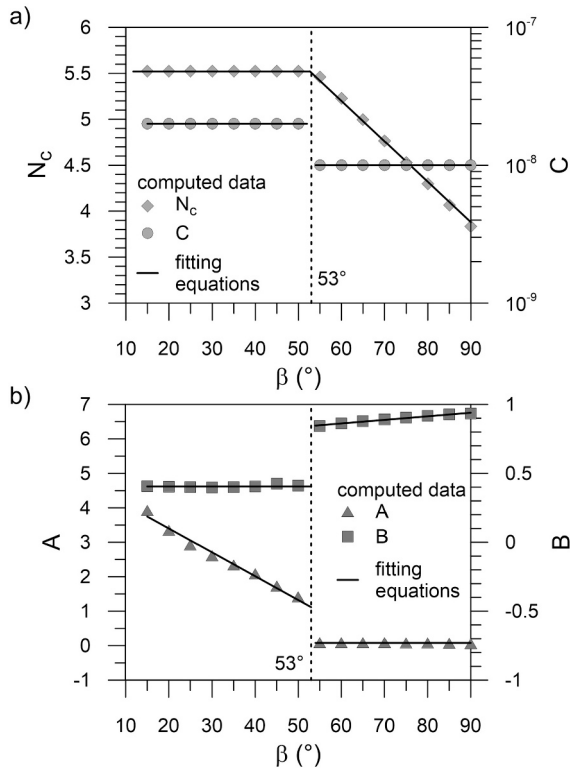 a)
6
5.5
5
4.5
4
3.5
3
N_c
10⁻⁷
10⁻⁸
10⁻⁹
C
computed data
N_c
C
fitting
equations
53°
10 20 30 40 50 60 70 80 90
β (°)
b)
7
6
5
4
3
2
1
0
-1
A
1
0.5
0
-0.5
-1
B
computed data
A
B
fitting
equations
53°
10 20 30 40 50 60 70 80 90
β (°)